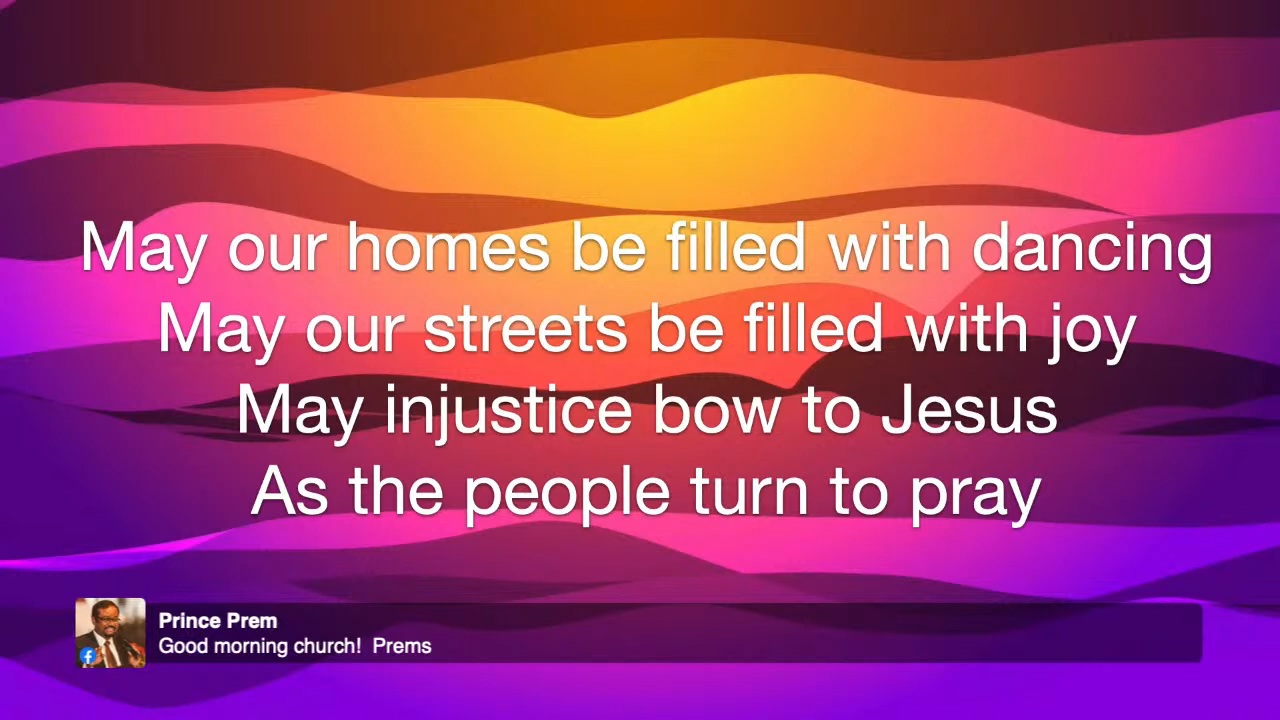 May our homes be filled with dancing
May our streets be filled with joy
May injustice bow to Jesus
As the people turn to pray
Prince Prem
Good morning church!  Prems